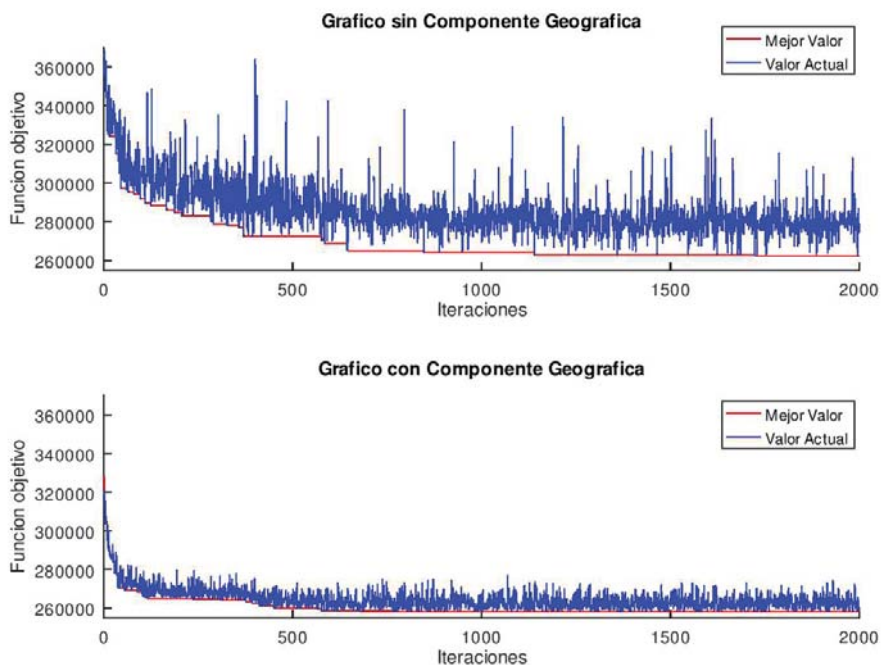 Grafico sin Componente Geografica
Mejor Valor
Valor Actual
Funcion objetivo
360000
340000
320000
300000
280000
260000
0
500
1000
1500
2000
Iteraciones
Grafico con Componente Geografica
Mejor Valor
Valor Actual
Funcion objetivo
360000
340000
320000
300000
280000
260000
0
500
1000
1500
2000
Iteraciones